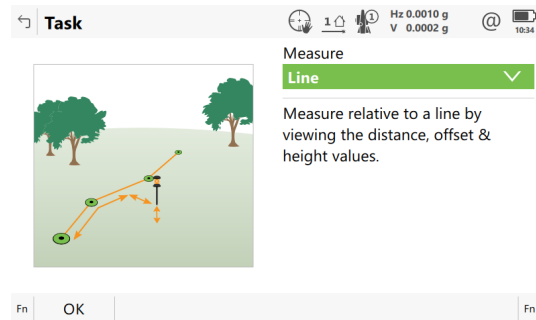 Task
1
1
Hz 0.0010 g
V 0.0002 g
@
10:34
Measure
Line
Measure relative to a line by
viewing the distance, offset &
height values.
Fn
OK
Fn